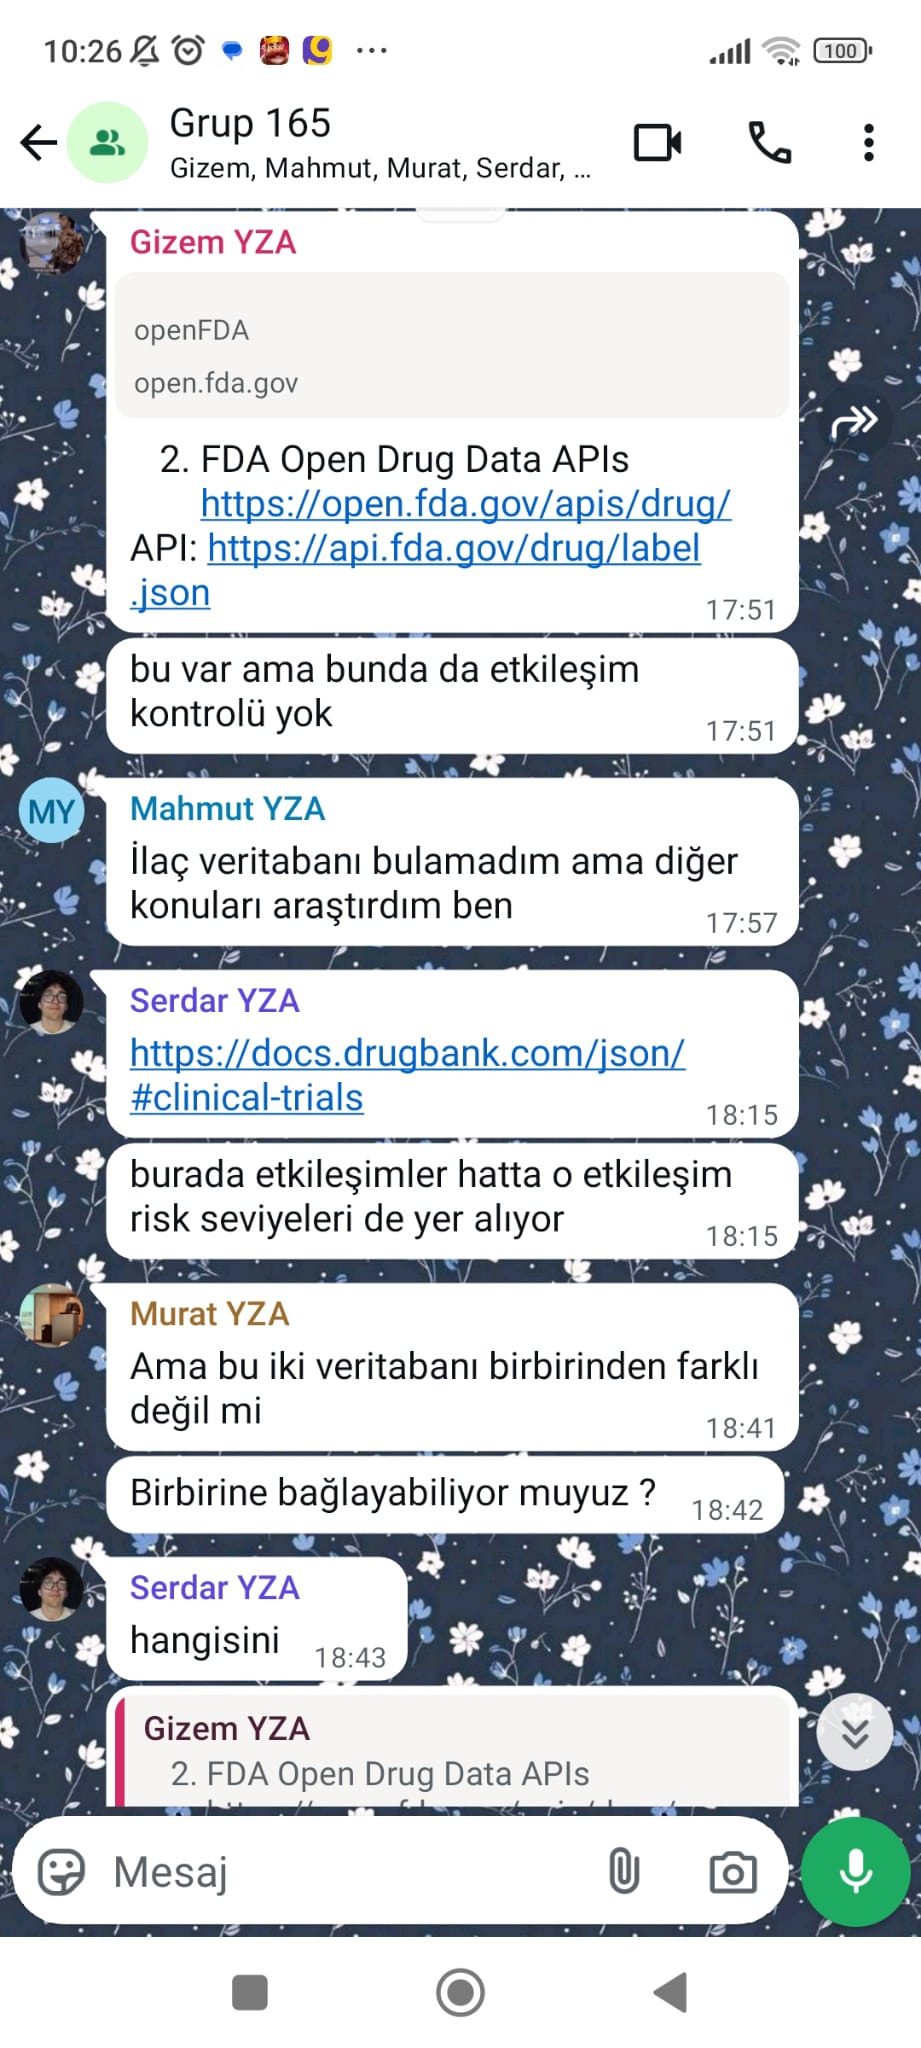 10:26
100
Grup 165
Gizem, Mahmut, Murat, Serdar, ...
Gizem YZA
openFDA
open.fda.gov
2. FDA Open Drug Data APIs
https://open.fda.gov/apis/drug/
API: https://api.fda.gov/drug/label
.json
17:51
bu var ama bunda da etkileşim
kontrolü yok
17:51
MY
Mahmut YZA
İlaç veritabanı bulamadım ama diğer
konuları araştırdım ben
17:57
Serdar YZA
https://docs.drugbank.com/json/
#clinical-trials
18:15
burada etkileşimler hatta o etkileşim
risk seviyeleri de yer alıyor
18:15
Murat YZA
Ama bu iki veritabanı birbirinden farklı
değil mi
18:41
Birbirine bağlayabiliyor muyuz ?
18:42
Serdar YZA
hangisini
18:43
Gizem YZA
2. FDA Open Drug Data APIs
Mesaj